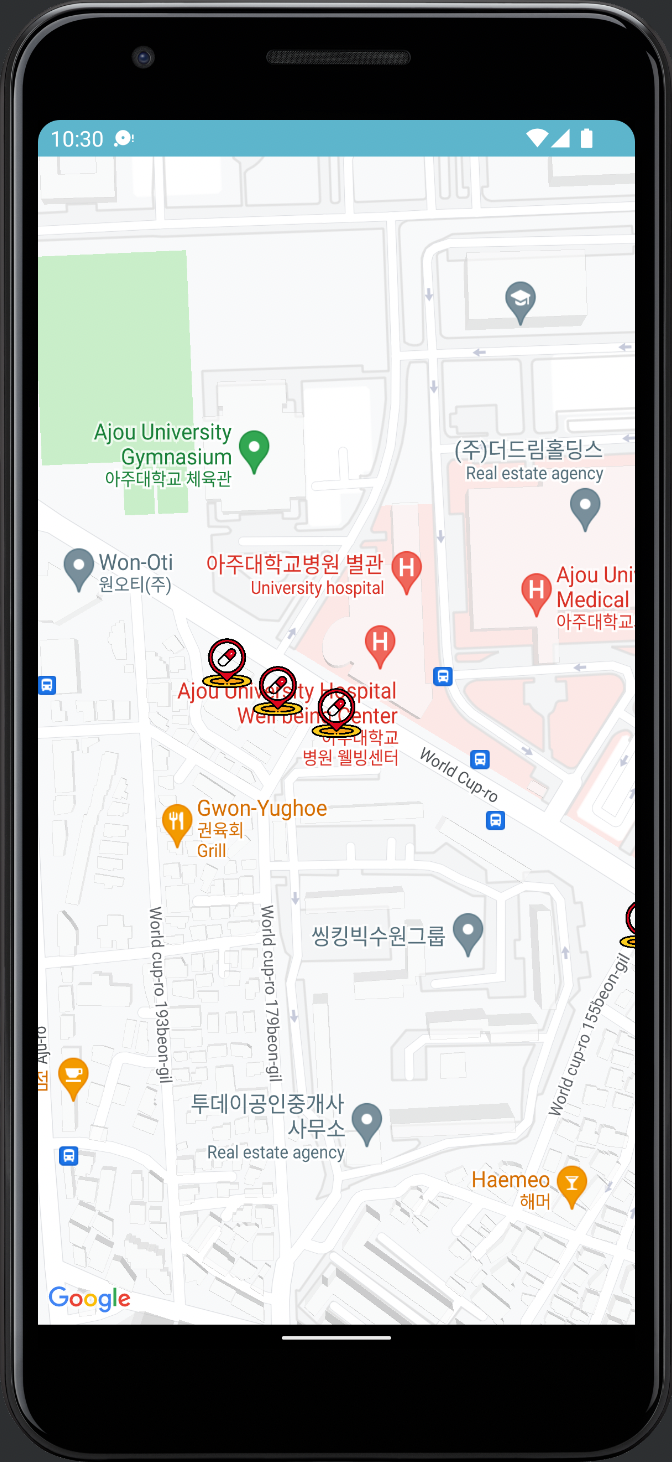 10:30
Ajou University
Gymnasium
아주대학교 체육관
(주)더드림홀딩스
Real estate agency
Won-Oti
원오티(주)
아주대학교병원 별관
University hospital
Ajou Uni
Medical
아주대학교
Ajou University Hospital
Well being Center
아주대학교
병원 웰빙센터
World Cup-ro
Gwon-Yughoe
권육회
Grill
씽킹빅수원그룹
World cup-ro 193beon-gil
World cup-ro 179beon-gil
World cup-ro 155beon-gil
Aju-ro
점
투데이공인중개사
사무소
Real estate agency
Haemeo
해머
Google